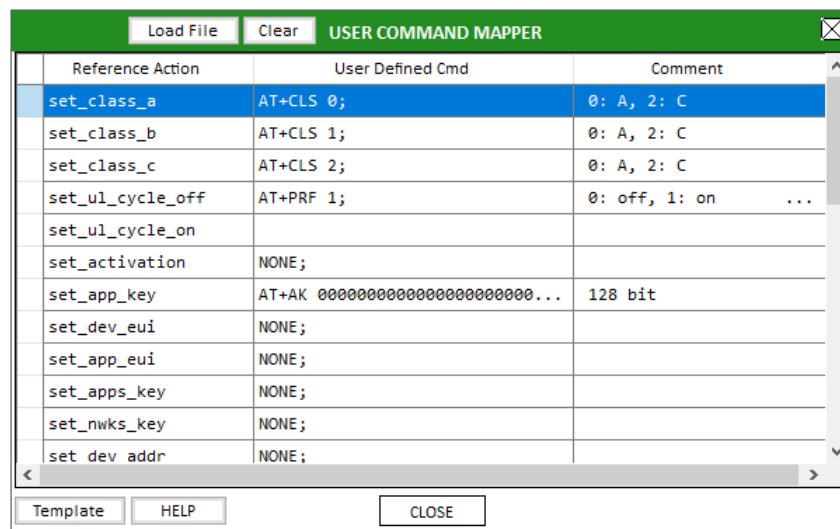 Load File Clear USER COMMAND MAPPER
Reference Action User Defined Cmd Comment
set_class_a AT+CLS 0; 0: A, 2: C
set_class_b AT+CLS 1; 0: A, 2: C
set_class_c AT+CLS 2; 0: A, 2: C
set_ul_cycle_off AT+PRF 1; 0: off, 1: on ...
set_ul_cycle_on
set_activation NONE;
set_app_key AT+AK 0000000000000000000000... 128 bit
set_dev_eui NONE;
set_app_eui NONE;
set_apps_key NONE;
set_nwks_key NONE;
set dev addr NONE;
Template HELP CLOSE